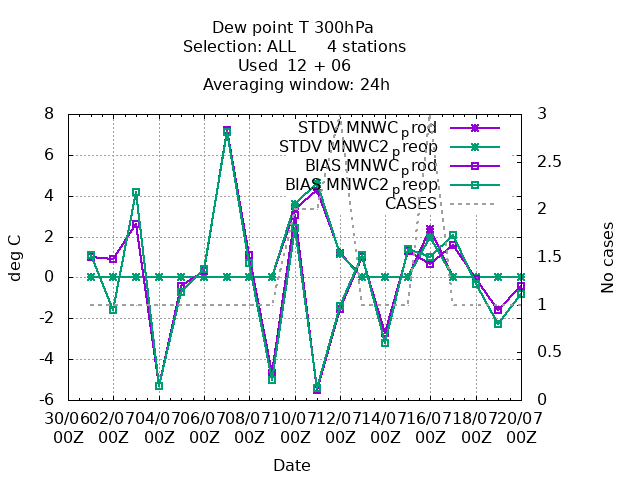 Dew point T 300hPa
Selection: ALL 4 stations
Used 12 + 06
Averaging window: 24h
STDV MNWC_prod
STDV MNWC2_preop
BIAS MNWC_prod
BIAS MNWC2_preop
CASES
8
6
4
2
0
-2
-4
-6
deg C
3
2.5
2
1.5
1
0.5
0
No cases
30/06 02/07 04/07 06/07 08/07 10/07 12/07 14/07 16/07 18/07 20/07
00Z 00Z 00Z 00Z 00Z 00Z 00Z 00Z 00Z 00Z 00Z
Date